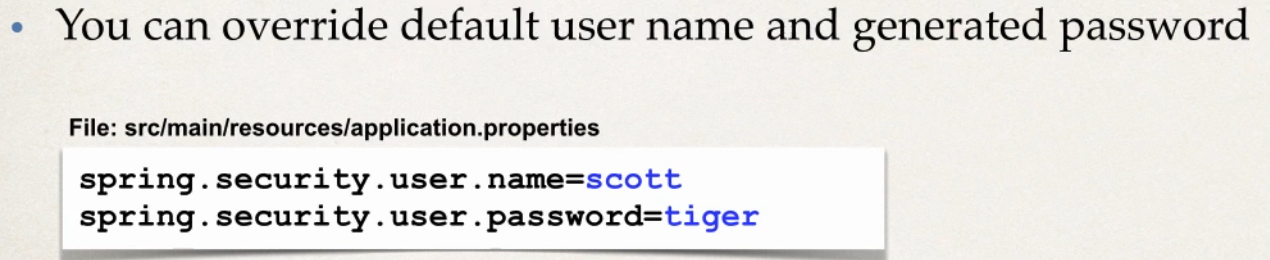 • You can override default user name and generated password
File: src/main/resources/application.properties
spring.security.user.name=scott
spring.security.user.password=tiger